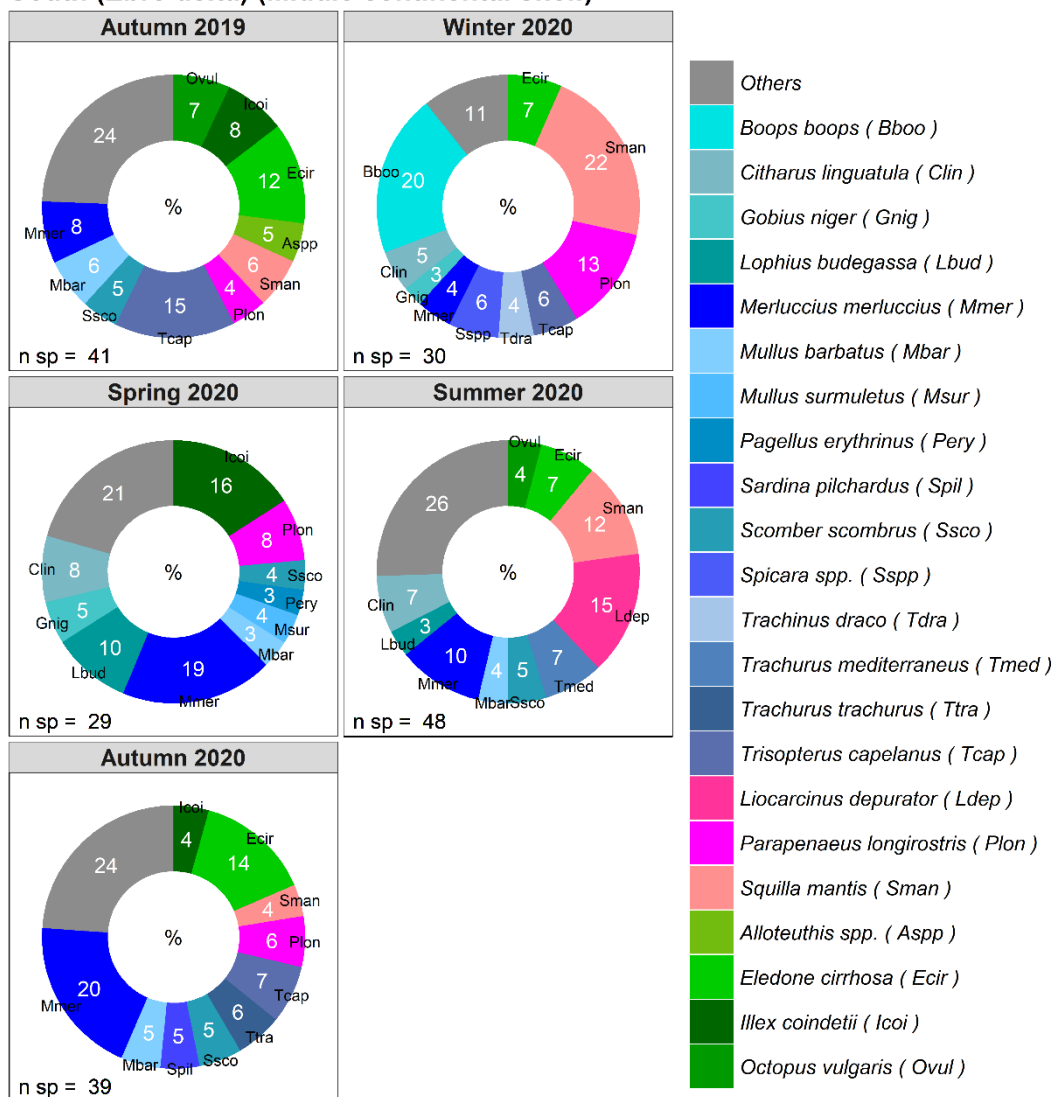 Autumn 2019
Ovul
7
Icoi
8
Ecir
12
Aspp
5
Sman
6
Plon
4
Tcap
15
Ssco
5
Mbar
6
Mmer
8
24
%
n sp = 41
Winter 2020
Ecir
7
Sman
22
Plon
13
Tcap
6
Tdra
4
Sspp
6
Mmer
4
Gnig
3
Clin
5
Bboo
20
11
%
n sp = 30
Spring 2020
Icoi
16
Plon
8
Ssco
4
Pery
3
Msur
4
Mbar
3
Mmer
19
Lbud
10
Gnig
5
Clin
8
21
%
n sp = 29
Summer 2020
Ovul
4
Ecir
7
Sman
12
Ldep
15
Tmed
7
Ssco
5
Mbar
4
Mmer
10
Lbud
3
Clin
7
26
%
n sp = 48
Autumn 2020
Icoi
4
Ecir
14
Sman
4
Plon
6
Tcap
7
Ttra
6
Ssco
5
Spil
5
Mbar
5
Mmer
20
24
%
n sp = 39
Others
Boops boops ( Bboo )
Citharus linguatula ( Clin )
Gobius niger ( Gnig )
Lophius budegassa ( Lbud )
Merluccius merluccius ( Mmer )
Mullus barbatus ( Mbar )
Mullus surmuletus ( Msur )
Pagellus erythrinus ( Pery )
Sardina pilchardus ( Spil )
Scomber scombrus ( Ssco )
Spicara spp. ( Sspp )
Trachinus draco ( Tdra )
Trachurus mediterraneus ( Tmed )
Trachurus trachurus ( Ttra )
Trisopterus capelanus ( Tcap )
Liocarcinus depurator ( Ldep )
Parapenaeus longirostris ( Plon )
Squilla mantis ( Sman )
Alloteuthis spp. ( Aspp )
Eledone cirrhosa ( Ecir )
Illex coindetii ( Icoi )
Octopus vulgaris ( Ovul )